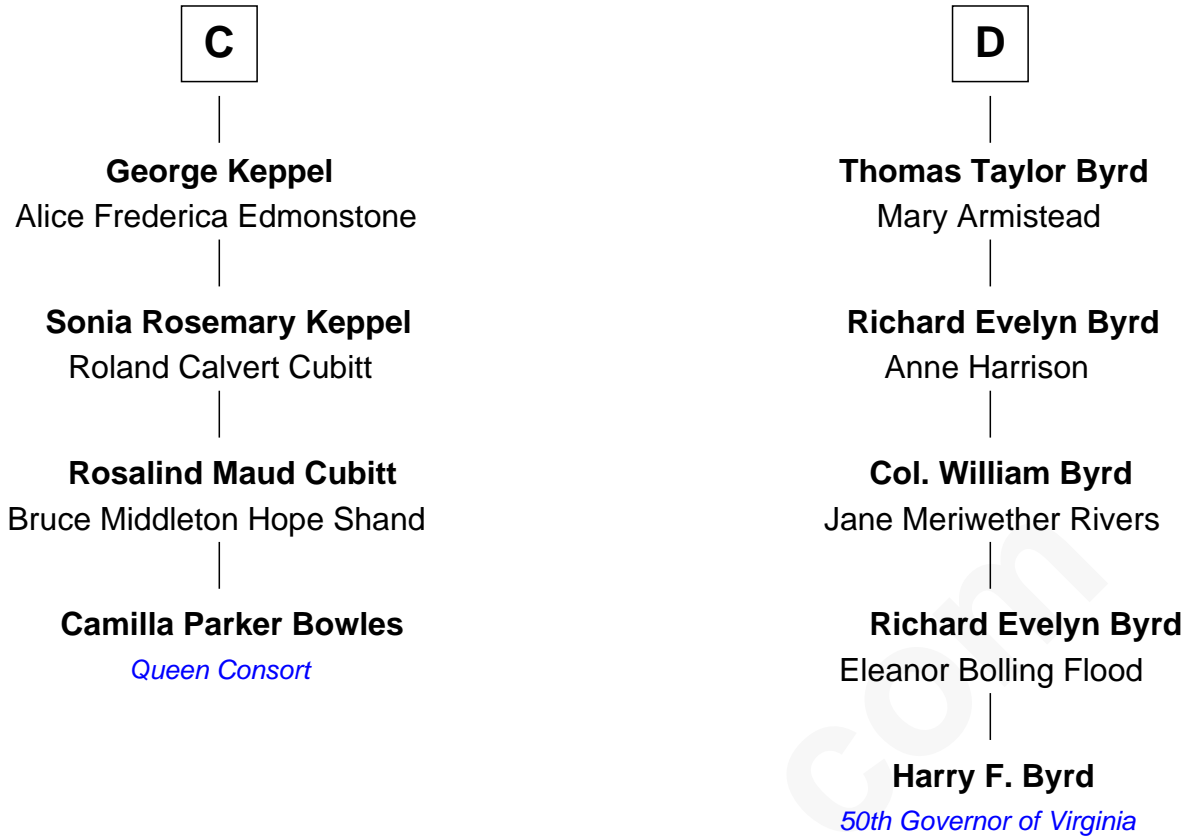 C
George Keppel
Alice Frederica Edmonstone
Sonia Rosemary Keppel
Roland Calvert Cubitt
Rosalind Maud Cubitt
Bruce Middleton Hope Shand
Camilla Parker Bowles
Queen Consort
D
Thomas Taylor Byrd
Mary Armistead
Richard Evelyn Byrd
Anne Harrison
Col. William Byrd
Jane Meriwether Rivers
Richard Evelyn Byrd
Eleanor Bolling Flood
Harry F. Byrd
50th Governor of Virginia
com